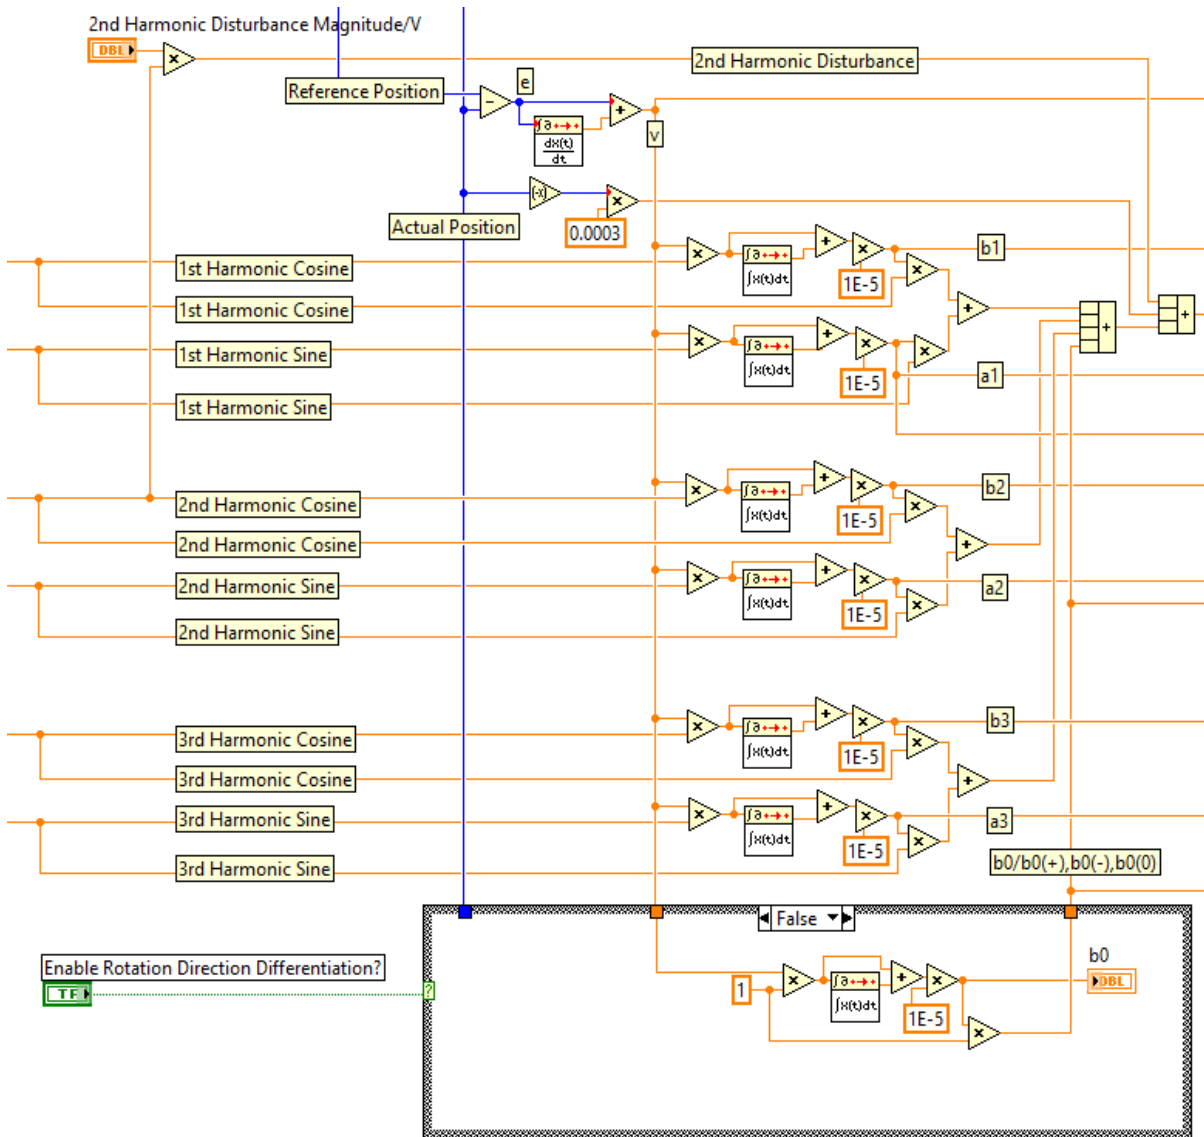 2nd Harmonic Disturbance Magnitude/V
DBL
×
2nd Harmonic Disturbance
Reference Position
e
-
+
∫∂
dX(t)
dt
v
(-x)
×
0.0003
Actual Position
1st Harmonic Cosine
×
∫∂
∫X(t)dt
+
×
1E-5
×
b1
1st Harmonic Cosine
+
+
+
1st Harmonic Sine
×
∫∂
∫X(t)dt
+
×
1E-5
×
a1
1st Harmonic Sine
2nd Harmonic Cosine
×
∫∂
∫X(t)dt
+
×
1E-5
×
b2
2nd Harmonic Cosine
+
2nd Harmonic Sine
×
∫∂
∫X(t)dt
+
×
1E-5
×
a2
2nd Harmonic Sine
3rd Harmonic Cosine
×
∫∂
∫X(t)dt
+
×
1E-5
×
b3
3rd Harmonic Cosine
+
3rd Harmonic Sine
×
∫∂
∫X(t)dt
+
×
1E-5
×
a3
3rd Harmonic Sine
b0/b0(+),b0(-),b0(0)
False
Enable Rotation Direction Differentiation?
TF
?
1
×
∫∂
∫X(t)dt
+
×
1E-5
×
b0
DBL